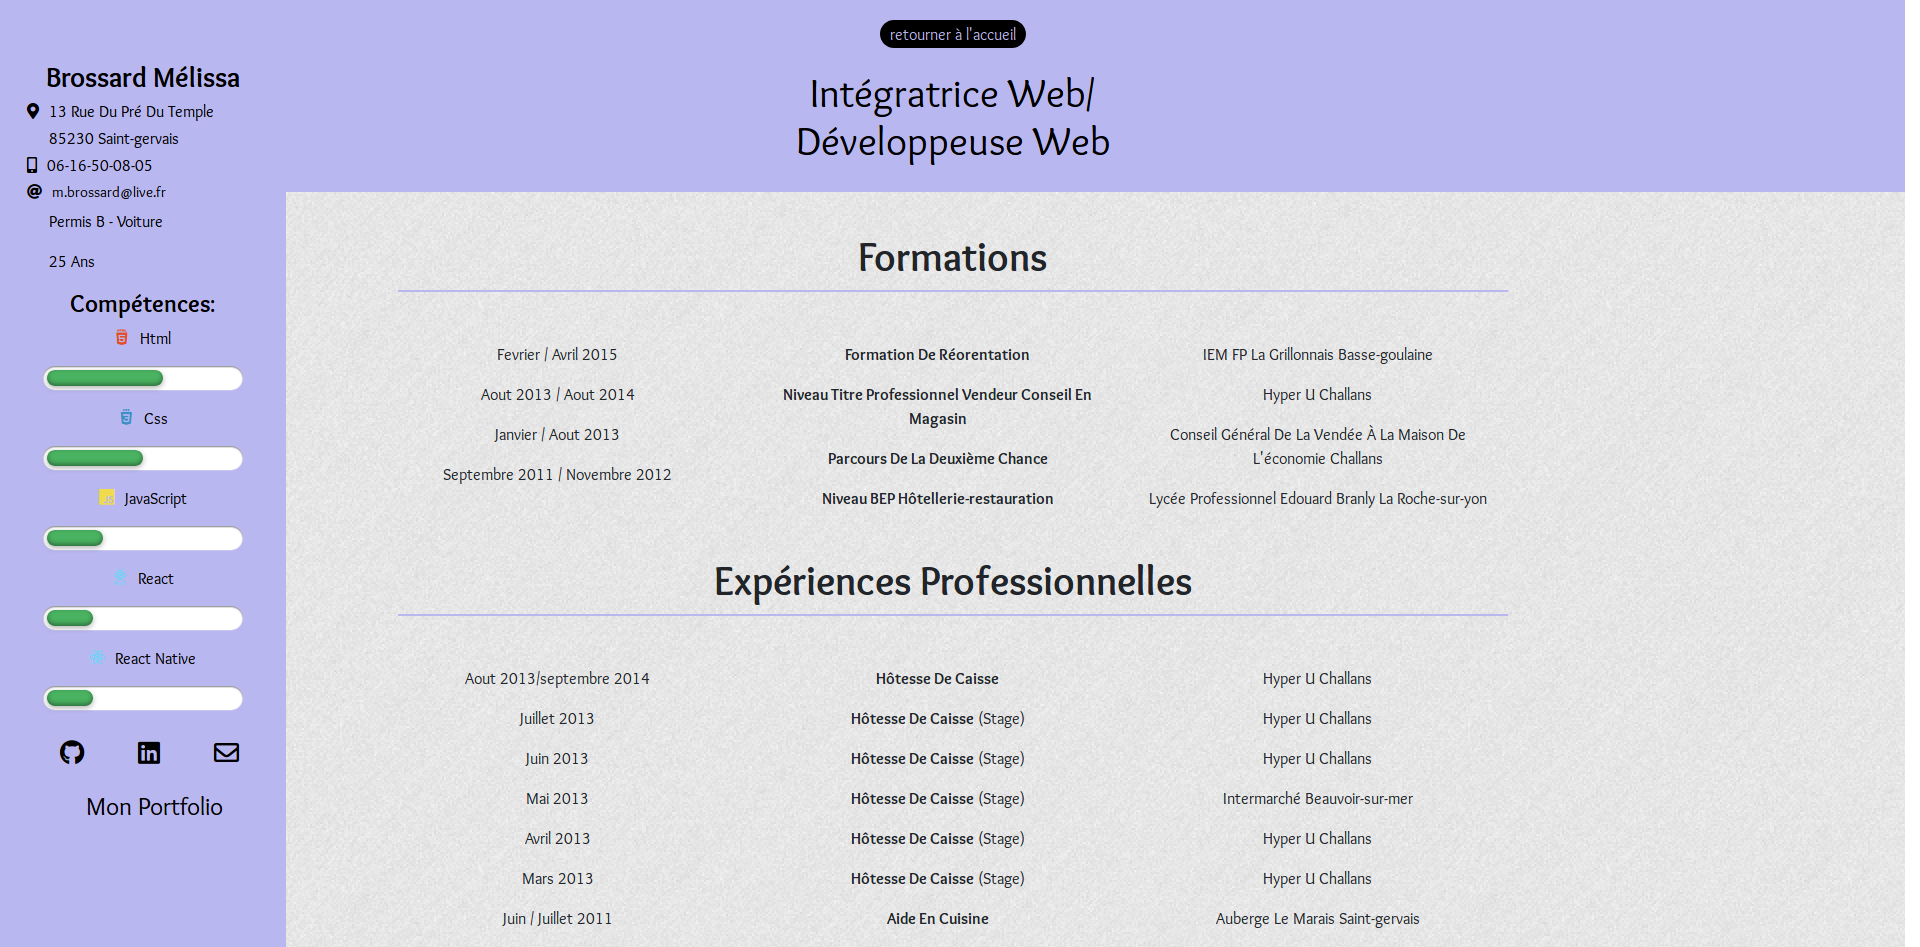 retourner à l'accueil
Intégratrice Web/
Développeuse Web
Brossard Mélissa
13 Rue Du Pré Du Temple
85230 Saint-gervais
06-16-50-08-05
m.brossard@live.fr
Permis B - Voiture
25 Ans
Compétences:
Html
Css
JavaScript
React
React Native
Mon Portfolio
Formations
Fevrier / Avril 2015
Aout 2013 / Aout 2014
Janvier / Aout 2013
Septembre 2011 / Novembre 2012
Formation De Réorentation
Niveau Titre Professionnel Vendeur Conseil En
Magasin
Parcours De La Deuxième Chance
Niveau BEP Hôtellerie-restauration
IEM FP La Grillonnais Basse-goulaine
Hyper U Challans
Conseil Général De La Vendée À La Maison De
L'économie Challans
Lycée Professionnel Edouard Branly La Roche-sur-yon
Expériences Professionnelles
Aout 2013/septembre 2014
Juillet 2013
Juin 2013
Mai 2013
Avril 2013
Mars 2013
Juin / Juillet 2011
Hôtesse De Caisse
Hôtesse De Caisse (Stage)
Hôtesse De Caisse (Stage)
Hôtesse De Caisse (Stage)
Hôtesse De Caisse (Stage)
Hôtesse De Caisse (Stage)
Aide En Cuisine
Hyper U Challans
Hyper U Challans
Hyper U Challans
Intermarché Beauvoir-sur-mer
Hyper U Challans
Hyper U Challans
Auberge Le Marais Saint-gervais